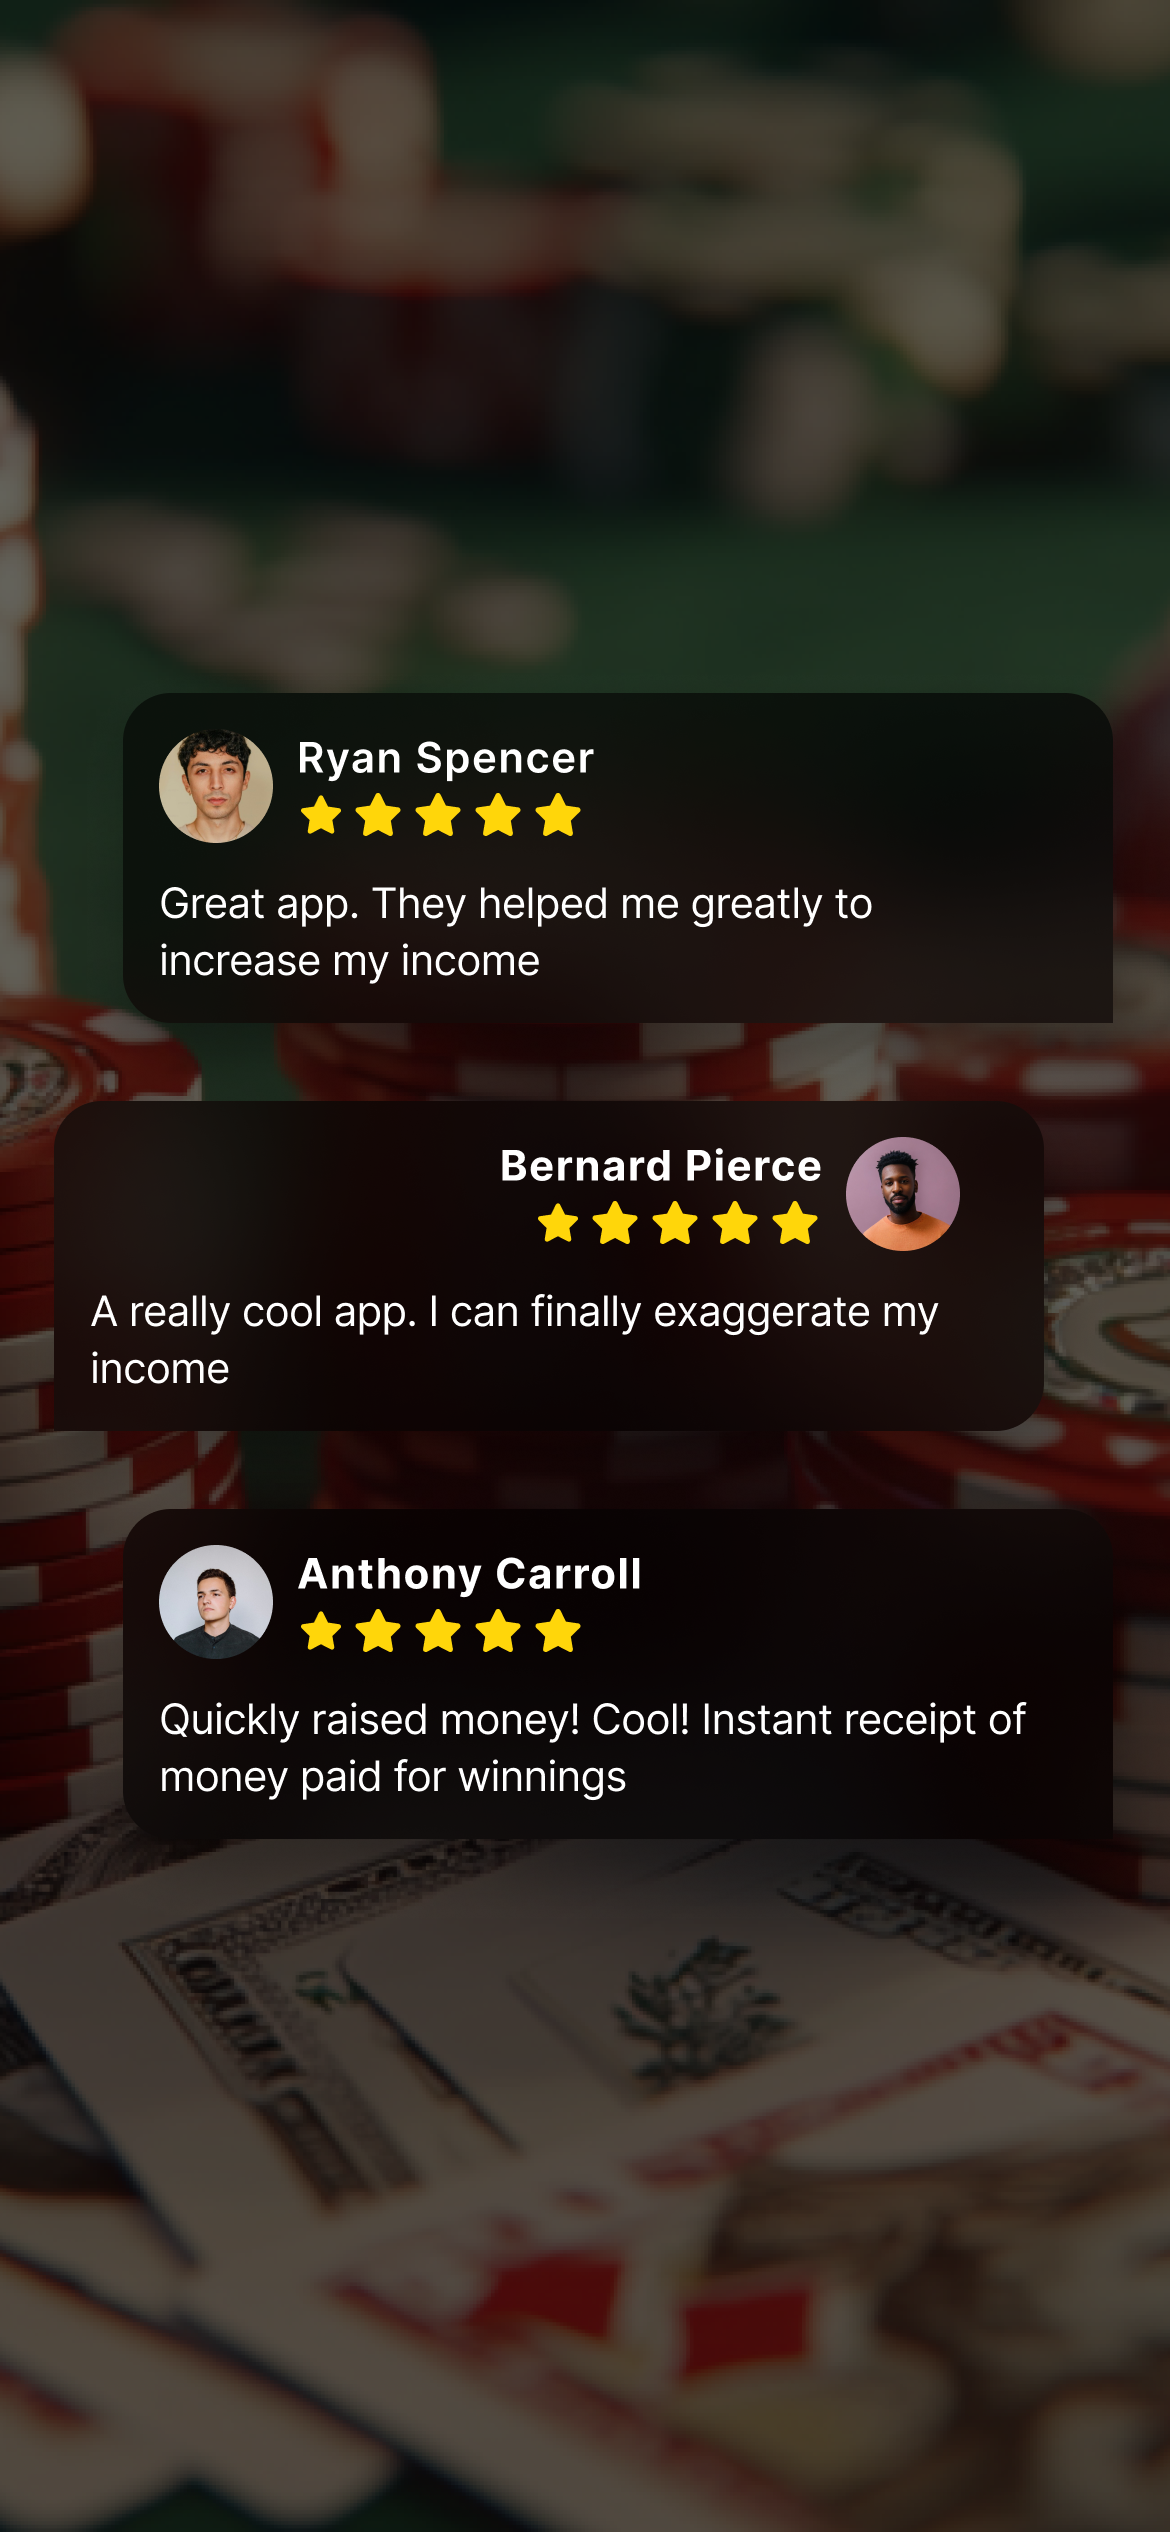 Ryan Spencer
Great app. They helped me greatly to
increase my income
Bernard Pierce
A really cool app. I can finally exaggerate my
income
Anthony Carroll
Quickly raised money! Cool! Instant receipt of
money paid for winnings